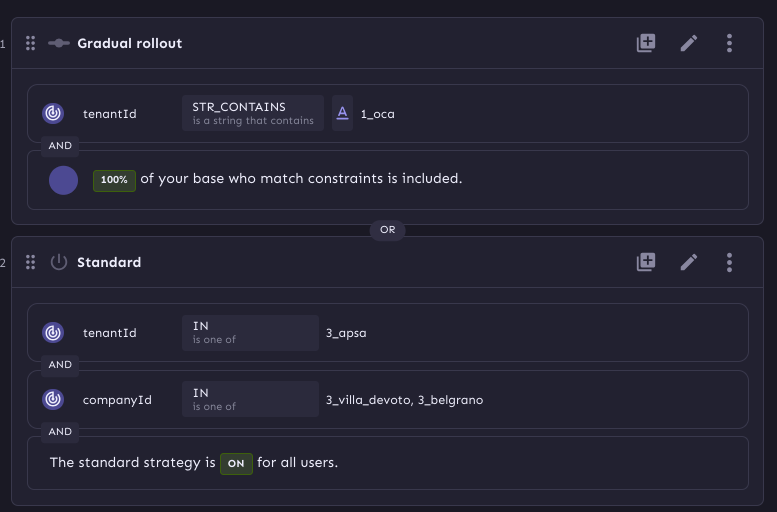 1
Gradual rollout
tenantId
STR_CONTAINS
is a string that contains
A
1_oca
AND
100% of your base who match constraints is included.
OR
2
Standard
tenantId
IN
is one of
3_apsa
AND
companyId
IN
is one of
3_villa_devoto, 3_belgrano
AND
The standard strategy is ON for all users.